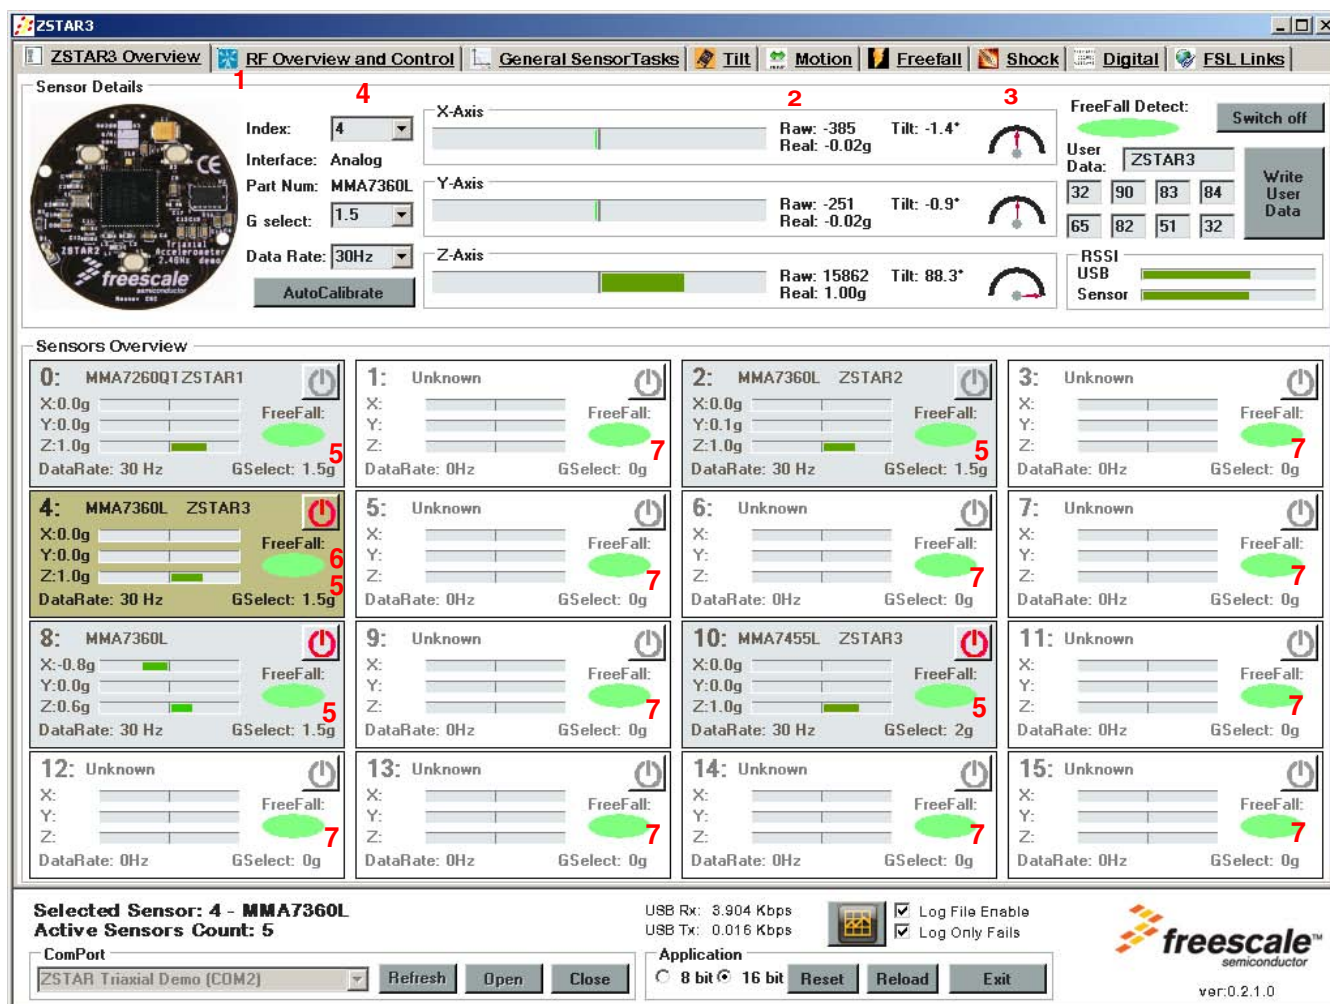 ZSTAR3
ZSTAR3 Overview RF Overview and Control General SensorTasks Tilt Motion Freefall Shock Digital FSL Links
1
Sensor Details
4
2
3
Index: 4
Interface: Analog
Part Num: MMA7360L
G select: 1.5
Data Rate: 30Hz
AutoCalibrate
CE
ZSTAR2
Triaxial
Accelerometer
2.4GHz demo
freescale
semiconductor
X-Axis
Raw: -385 Tilt: -1.4°
Real: -0.02g
Y-Axis
Raw: -251 Tilt: -0.9°
Real: -0.02g
Z-Axis
Raw: 15862 Tilt: 88.3°
Real: 1.00g
FreeFall Detect:
Switch off
User Data: ZSTAR3
32 90 83 84
65 82 51 32
Write User Data
RSSI
USB
Sensor
Sensors Overview
0: MMA7260QTZSTAR1
X:0.0g
Y:0.0g
Z:1.0g
FreeFall:
5
DataRate: 30 Hz GSelect: 1.5g
1: Unknown
X:
Y:
Z:
FreeFall:
7
DataRate: 0Hz GSelect: 0g
2: MMA7360L ZSTAR2
X:0.0g
Y:0.1g
Z:1.0g
FreeFall:
5
DataRate: 30 Hz GSelect: 1.5g
3: Unknown
X:
Y:
Z:
FreeFall:
7
DataRate: 0Hz GSelect: 0g
4: MMA7360L ZSTAR3
X:0.0g
Y:0.0g
Z:1.0g
FreeFall:
6
5
DataRate: 30 Hz GSelect: 1.5g
5: Unknown
X:
Y:
Z:
FreeFall:
7
DataRate: 0Hz GSelect: 0g
6: Unknown
X:
Y:
Z:
FreeFall:
7
DataRate: 0Hz GSelect: 0g
7: Unknown
X:
Y:
Z:
FreeFall:
7
DataRate: 0Hz GSelect: 0g
8: MMA7360L
X:-0.8g
Y:0.0g
Z:0.6g
FreeFall:
5
DataRate: 30 Hz GSelect: 1.5g
9: Unknown
X:
Y:
Z:
FreeFall:
7
DataRate: 0Hz GSelect: 0g
10: MMA7455L ZSTAR3
X:0.0g
Y:0.0g
Z:1.0g
FreeFall:
5
DataRate: 30 Hz GSelect: 2g
11: Unknown
X:
Y:
Z:
FreeFall:
7
DataRate: 0Hz GSelect: 0g
12: Unknown
X:
Y:
Z:
FreeFall:
7
DataRate: 0Hz GSelect: 0g
13: Unknown
X:
Y:
Z:
FreeFall:
7
DataRate: 0Hz GSelect: 0g
14: Unknown
X:
Y:
Z:
FreeFall:
7
DataRate: 0Hz GSelect: 0g
15: Unknown
X:
Y:
Z:
FreeFall:
7
DataRate: 0Hz GSelect: 0g
Selected Sensor: 4 - MMA7360L
Active Sensors Count: 5
ComPort
ZSTAR Triaxial Demo (COM2) Refresh Open Close
USB Rx: 3.904 Kbps
USB Tx: 0.016 Kbps
Log File Enable
Log Only Fails
Application
8 bit 16 bit Reset Reload Exit
freescale™
semiconductor
ver:0.2.1.0